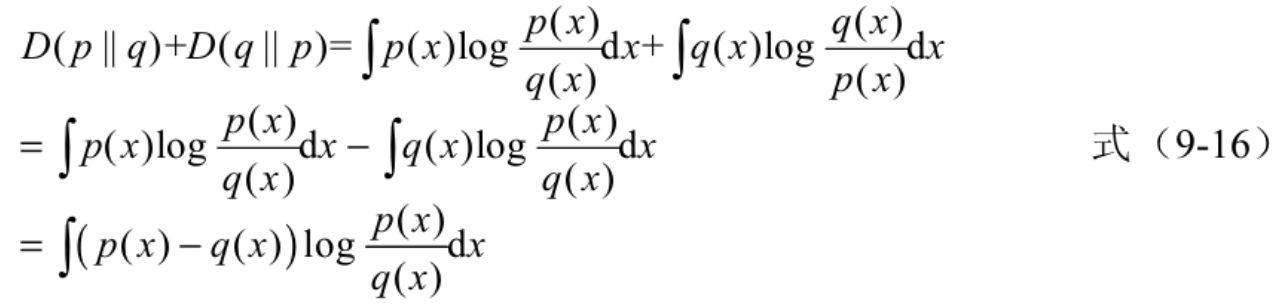 D(p ∥ q)+D(q ∥ p)=∫p(x)log p(x)/q(x) dx+∫q(x)log q(x)/p(x) dx
= ∫p(x)log p(x)/q(x) dx − ∫q(x)log p(x)/q(x) dx 式（9-16）
= ∫(p(x)−q(x))log p(x)/q(x) dx